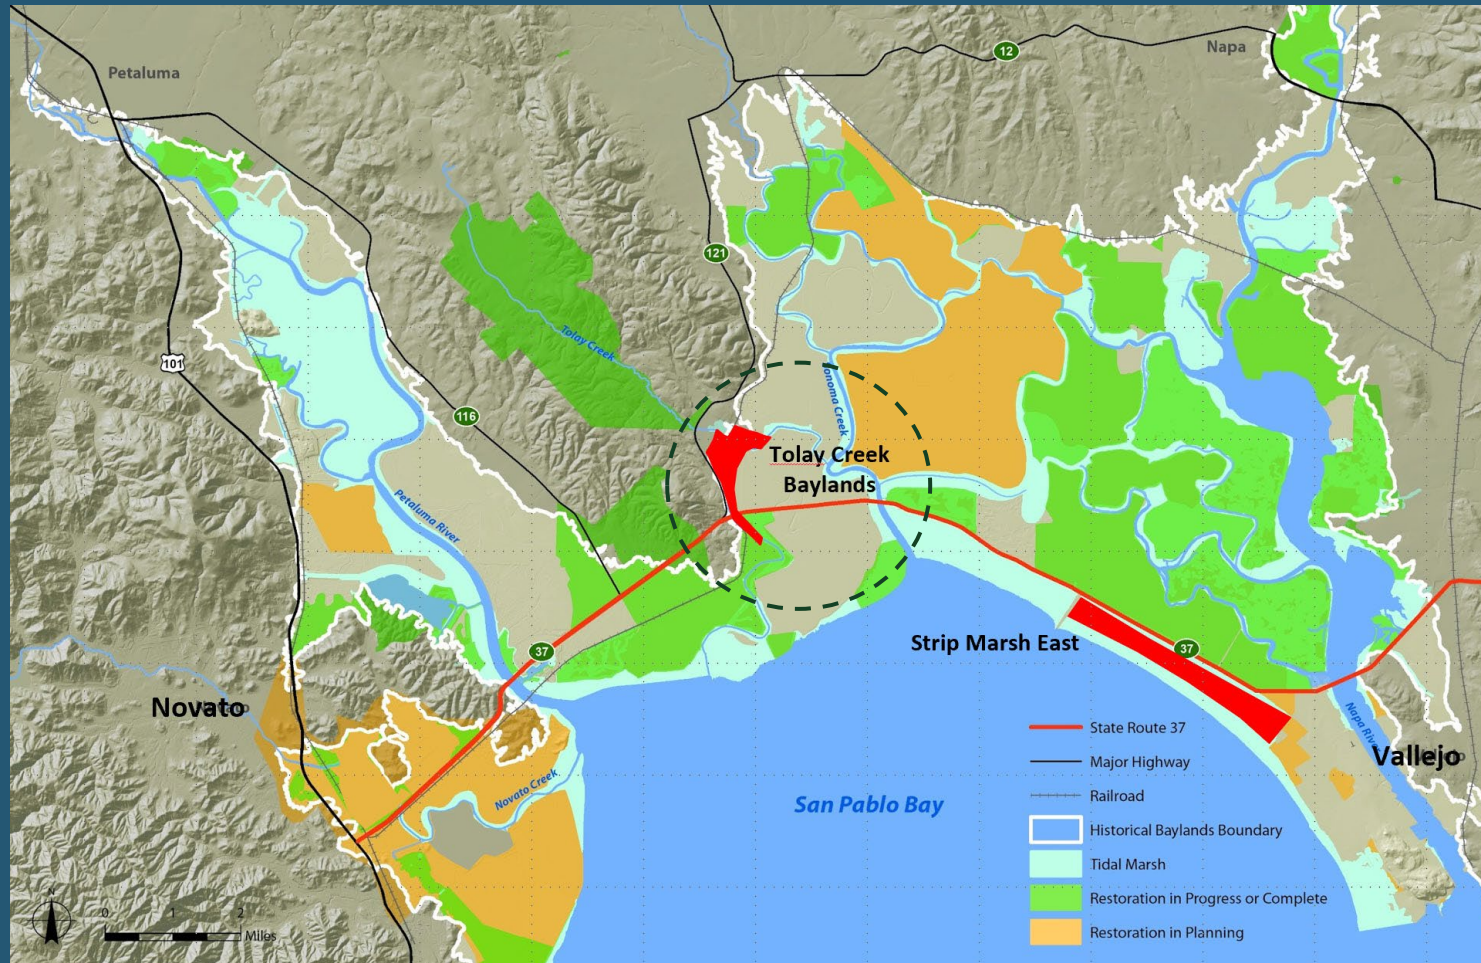 12
Napa
Petaluma
121
Tolay Creek
101
onoma Creek
116
Tolay Creek
Baylands
Petaluma River
Strip Marsh East
37
37
Novato
Napa River
State Route 37
Major Highway
Vallejo
Novato Creek
San Pablo Bay
Railroad
Historical Baylands Boundary
Tidal Marsh
Restoration in Progress or Complete
Restoration in Planning
N
0 1 2
Miles